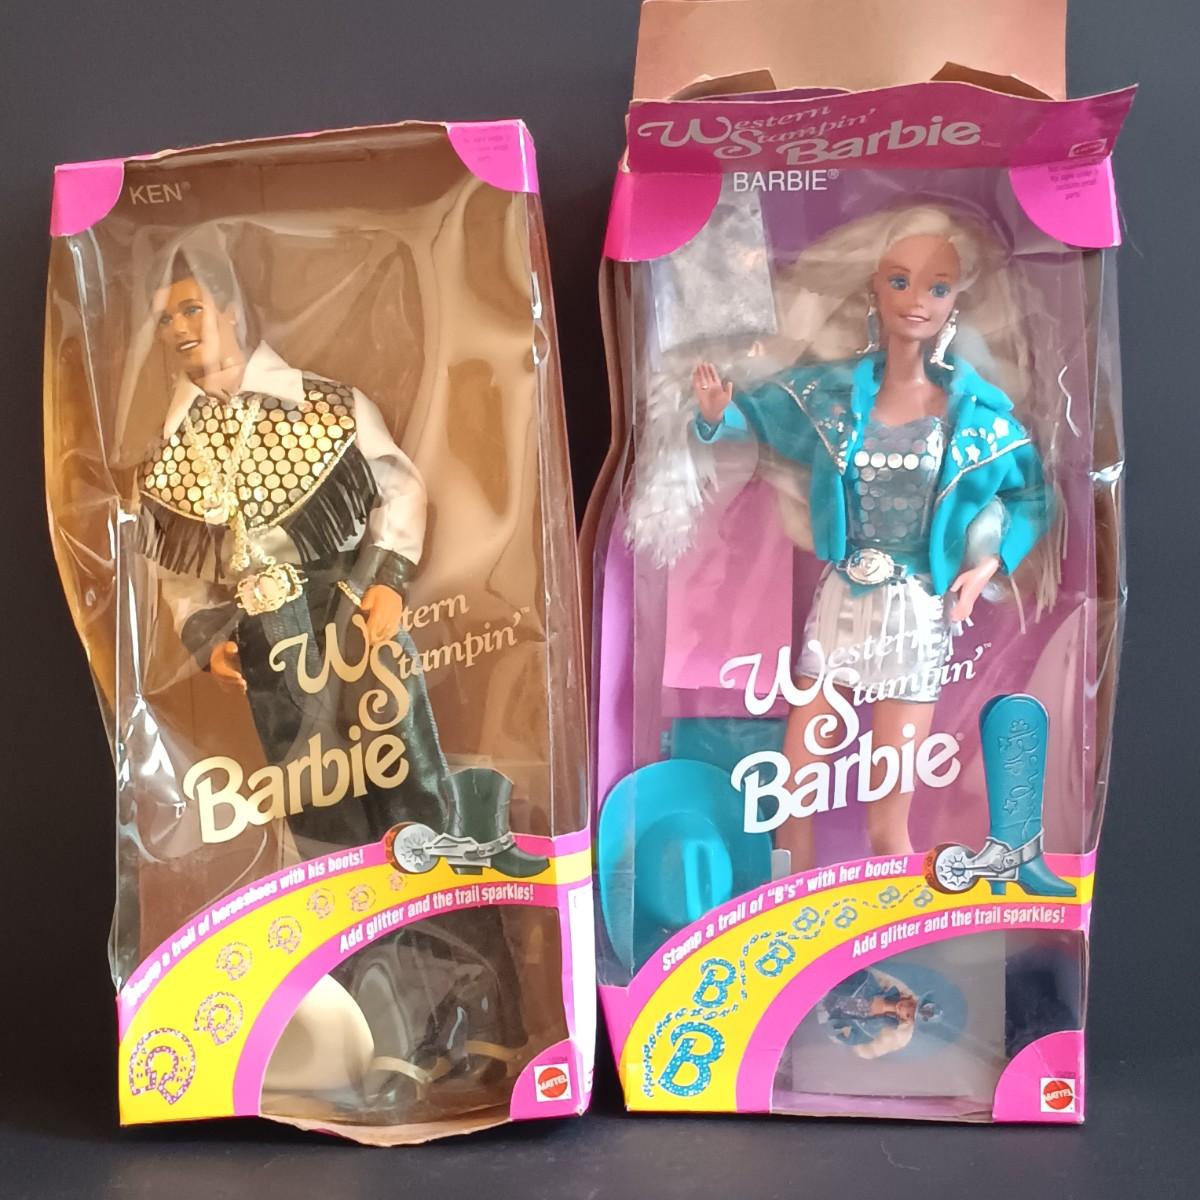 KEN®
Western
Stampin'™
Barbie
Stamp a trail of horseshoes with his boots!
Add glitter and the trail sparkles!
MATTEL
Western
Stampin'
Barbie
BARBIE®
Western
Stampin'™
Barbie®
Stamp a trail of "B's" with her boots!
Add glitter and the trail sparkles!
B
B
B
B
B
B
MATTEL